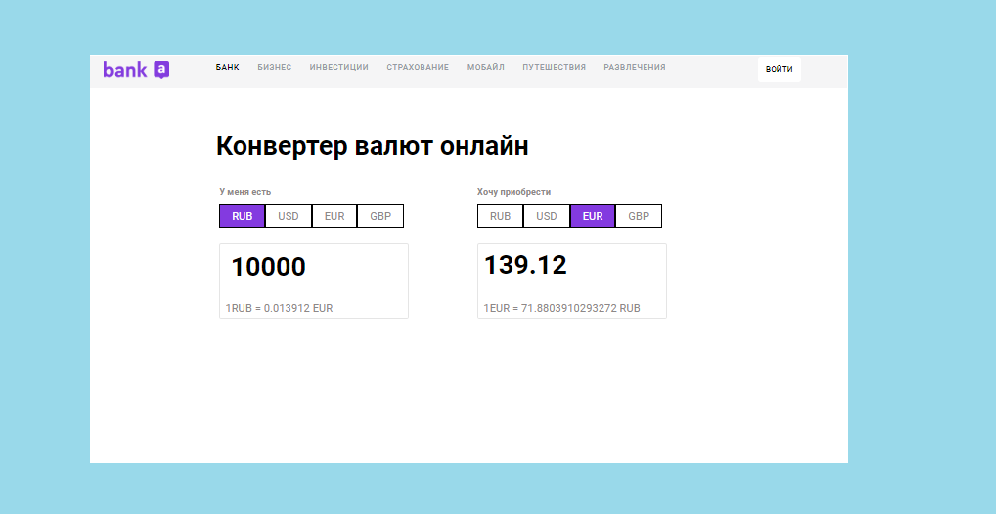 bank a
БАНК БИЗНЕС ИНВЕСТИЦИИ СТРАХОВАНИЕ МОБАЙЛ ПУТЕШЕСТВИЯ РАЗВЛЕЧЕНИЯ
ВОЙТИ
Конвертер валют онлайн
У меня есть
RUB USD EUR GBP
10000
1RUB = 0.013912 EUR
Хочу приобрести
RUB USD EUR GBP
139.12
1EUR = 71.8803910293272 RUB